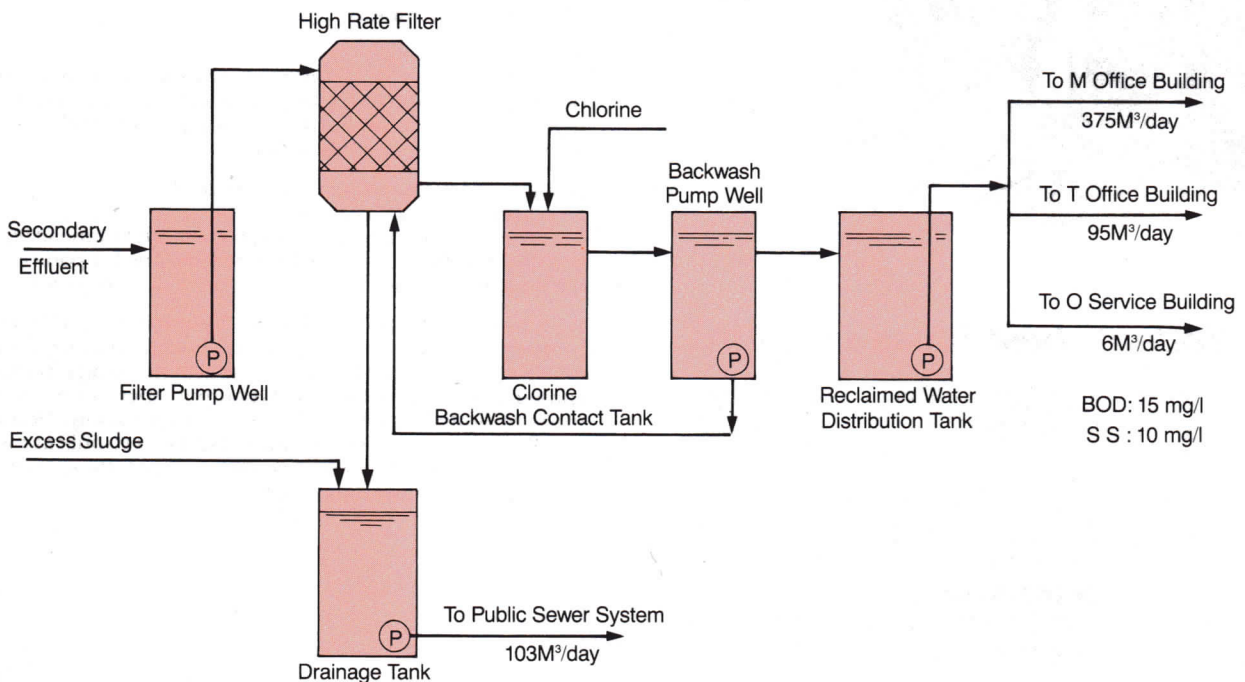 High Rate Filter
To M Office Building
375M³/day
Chlorine
Backwash
Pump Well
To T Office Building
95M³/day
Secondary
Effluent
To O Service Building
6M³/day
P
P
P
Filter Pump Well
Clorine
Backwash Contact Tank
Reclaimed Water
Distribution Tank
BOD: 15 mg/l
S S : 10 mg/l
Excess Sludge
To Public Sewer System
P
103M³/day
Drainage Tank